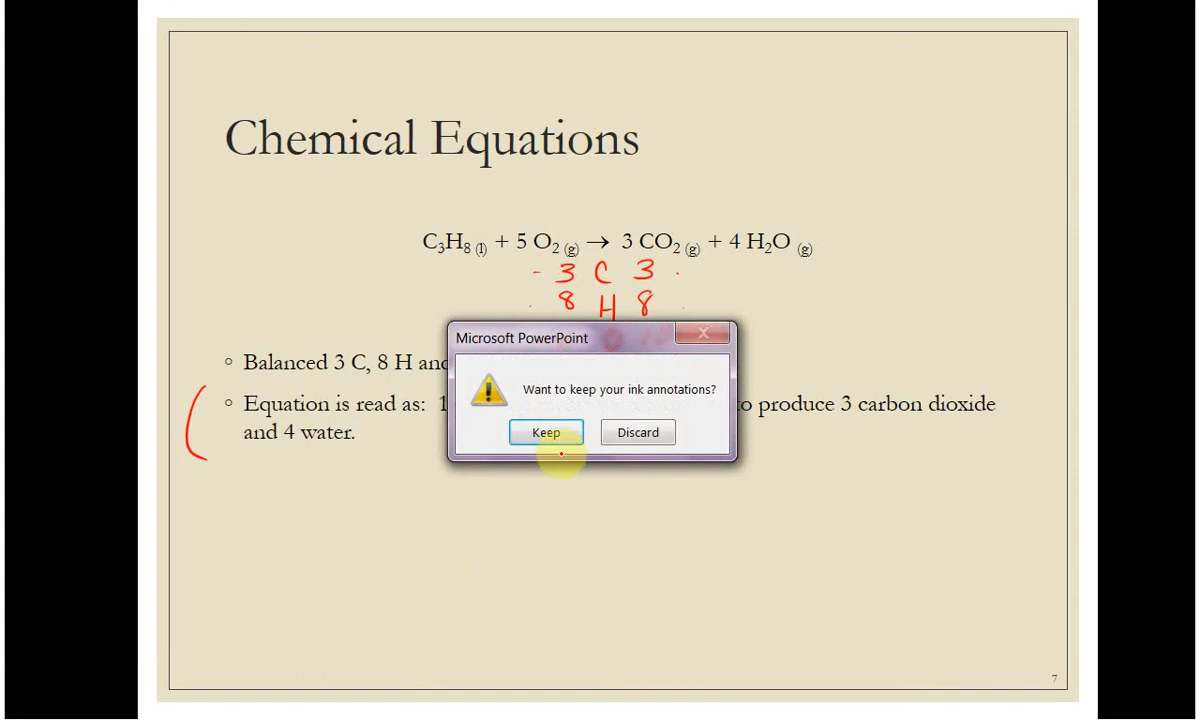 Chemical Equations
C₃H₈ (l) + 5 O₂ (g) → 3 CO₂ (g) + 4 H₂O (g)
3 C 3
8 H 8
Microsoft PowerPoint
Balanced 3 C, 8 H and
Want to keep your ink annotations?
Equation is read as: 1 to produce 3 carbon dioxide
and 4 water.
Keep Discard
7